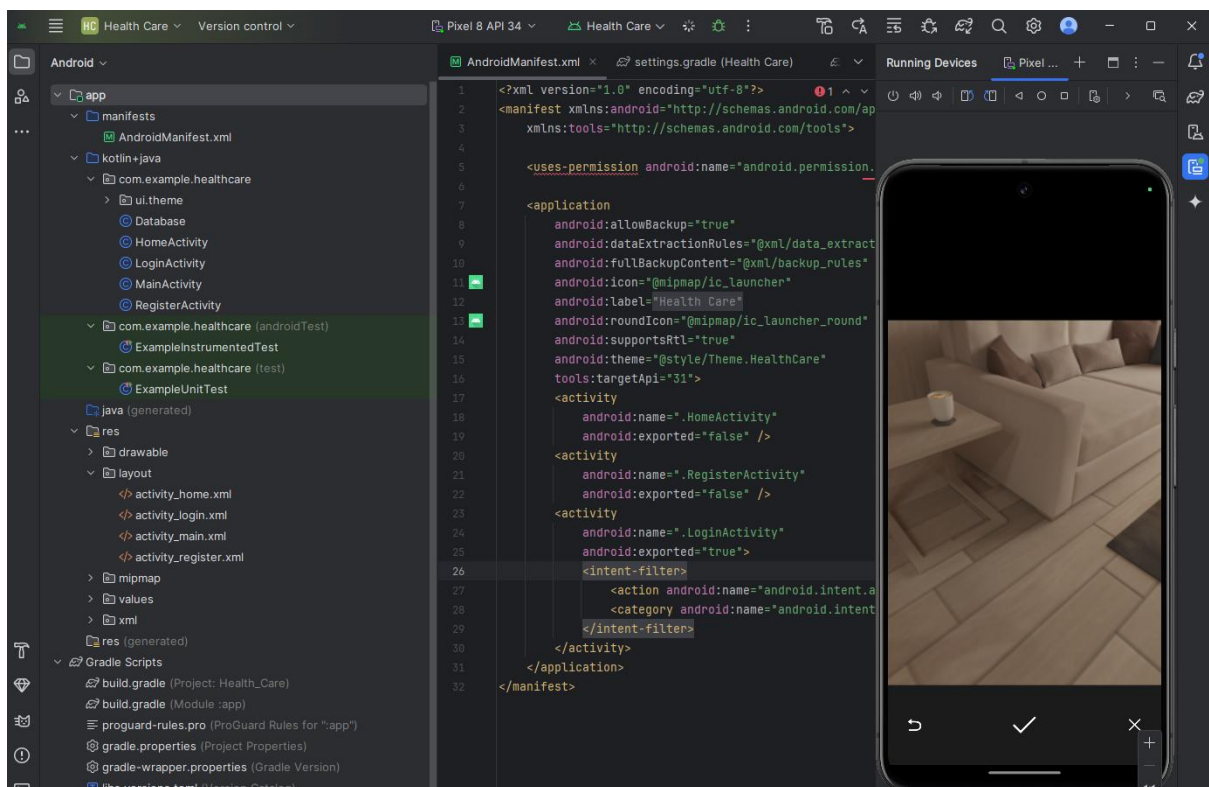 HC Health Care Version control Pixel 8 API 34 Health Care
Android
app
manifests
AndroidManifest.xml
kotlin+java
com.example.healthcare
ui.theme
Database
HomeActivity
LoginActivity
MainActivity
RegisterActivity
com.example.healthcare (androidTest)
ExampleInstrumentedTest
com.example.healthcare (test)
ExampleUnitTest
java (generated)
res
drawable
layout
activity_home.xml
activity_login.xml
activity_main.xml
activity_register.xml
mipmap
values
xml
res (generated)
Gradle Scripts
build.gradle (Project: Health_Care)
build.gradle (Module :app)
proguard-rules.pro (ProGuard Rules for ":app")
gradle.properties (Project Properties)
gradle-wrapper.properties (Gradle Version)
AndroidManifest.xml settings.gradle (Health Care)
1 <?xml version="1.0" encoding="utf-8"?> 1
2 <manifest xmlns:android="http://schemas.android.com/ap
3 xmlns:tools="http://schemas.android.com/tools">
4
5 <uses-permission android:name="android.permission.
6
7 <application
8 android:allowBackup="true"
9 android:dataExtractionRules="@xml/data_extract
10 android:fullBackupContent="@xml/backup_rules"
11 android:icon="@mipmap/ic_launcher"
12 android:label="Health Care"
13 android:roundIcon="@mipmap/ic_launcher_round"
14 android:supportsRtl="true"
15 android:theme="@style/Theme.HealthCare"
16 tools:targetApi="31">
17 <activity
18 android:name=".HomeActivity"
19 android:exported="false" />
20 <activity
21 android:name=".RegisterActivity"
22 android:exported="false" />
23 <activity
24 android:name=".LoginActivity"
25 android:exported="true">
26 <intent-filter>
27 <action android:name="android.intent.a
28 <category android:name="android.intent
29 </intent-filter>
30 </activity>
31 </application>
32 </manifest>
Running Devices Pixel ...